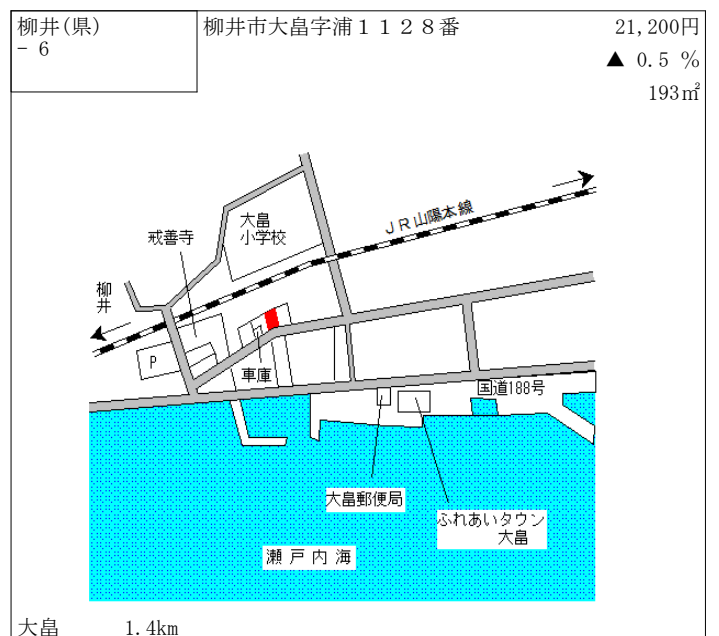 柳井(県)
－6
柳井市大畠字浦１１２８番
21,200円
▲ 0.5 %
193㎡
大畠
小学校
ＪＲ山陽本線
戒善寺
柳井
P
車庫
国道188号
大畠郵便局
ふれあいタウン
大畠
瀬戸内海
大畠 1.4km